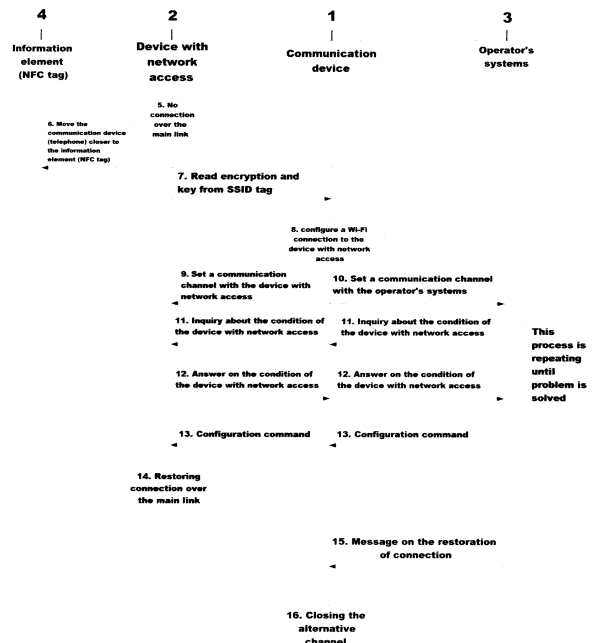 4
2
1
3
Information
element
(NFC tag)
Device with
network
access
Communication
device
Operator's
systems
5. No
connection
over the
main link
6. Move the
communication device
(telephone) closer to
the information
element (NFC tag)
7. Read encryption and
key from SSID tag
8. configure a Wi-Fi
connection to the
device with network
access
9. Set a communication
channel with the device with
network access
10. Set a communication channel
with the operator's systems
11. Inquiry about the condition of
the device with network access
11. Inquiry about the condition of
the device with network access
This
process is
repeating
until
problem is
solved
12. Answer on the condition of
the device with network access
12. Answer on the condition of
the device with network access
13. Configuration command
13. Configuration command
14. Restoring
connection over
the main link
15. Message on the restoration
of connection
16. Closing the
alternative
channel